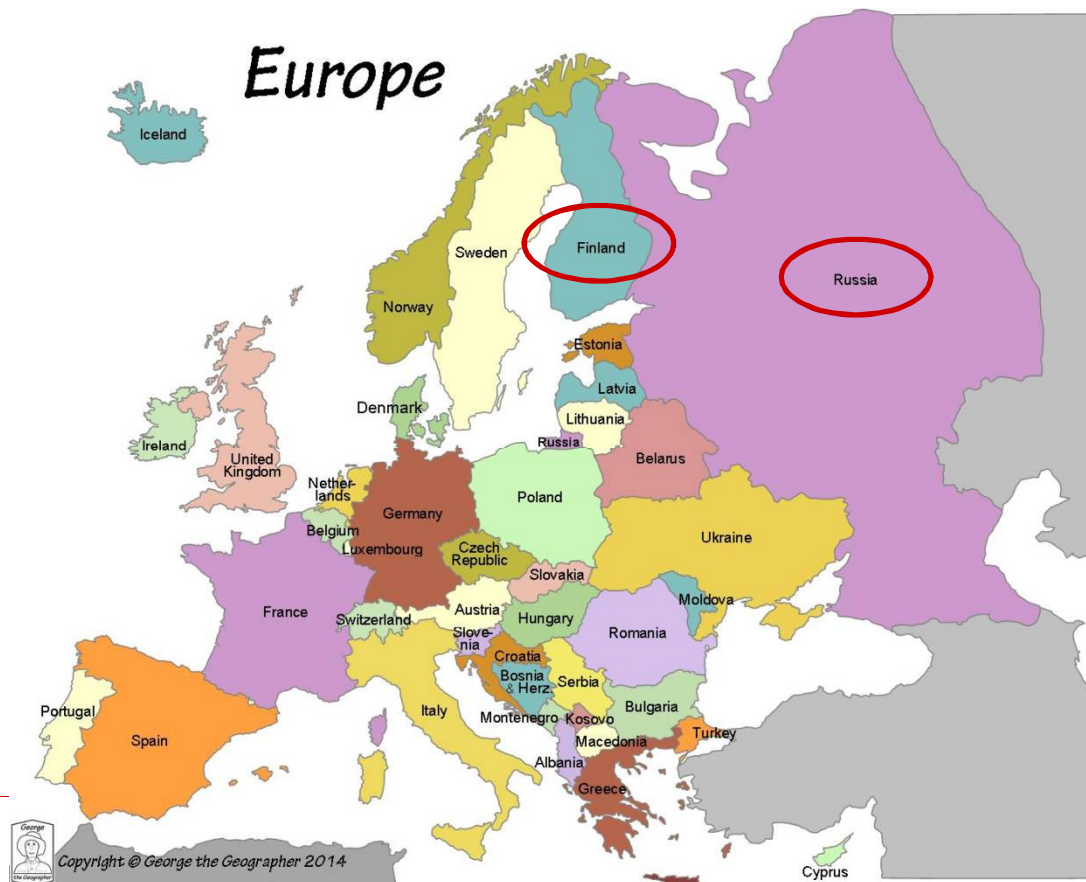 Europe
Iceland
Finland
Sweden
Russia
Norway
Estonia
Latvia
Denmark
Lithuania
Russia
Ireland
United
Kingdom
Belarus
Nether-
lands
Poland
Germany
Belgium
Luxembourg
Ukraine
Czech
Republic
Slovakia
France
Switzerland
Austria
Hungary
Moldova
Slove-
nia
Romania
Croatia
Bosnia
& Herz.
Serbia
Portugal
Spain
Italy
Montenegro
Kosovo
Bulgaria
Macedonia
Turkey
Albania
Greece
Cyprus
George
the Geographer
Copyright © George the Geographer 2014